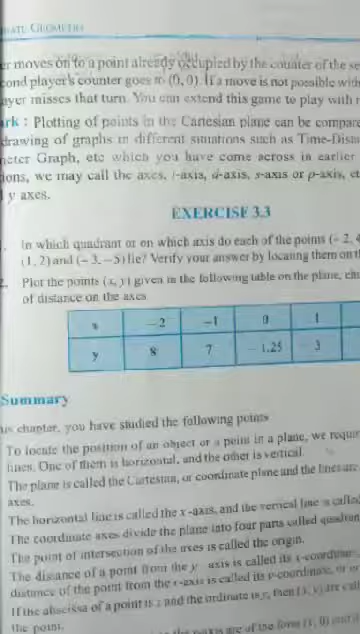 GEOMETRY
er moves on to a point already occupied by the counter of the se
cond player's counter goes to (0, 0). If a move is not possible with
ayer misses that turn. You can extend this game to play with
ark : Plotting of points in the Cartesian plane can be compare
drawing of graphs in different situations such as Time-Distan
Graph, etc which you have come across in earlier
ions, we may call the axes, t-axis, d-axis, s-axis or p-axis, et
y axes.
EXERCISE 3.3
1. In which quadrant or on which axis do each of the points (– 2, 4
(1, 2) and (– 3, – 5) lie? Verify your answer by locating them on th
2. Plot the points (x, y) given in the following table on the plane, ch
of distance on the axes
x –2 –1 0 1
y 8 7 –1.25 3
Summary
is chapter, you have studied the following points
To locate the position of an object or a point in a plane, we requir
lines. One of them is horizontal, and the other is vertical.
The plane is called the Cartesian, or coordinate plane and the lines are
axes.
The horizontal line is called the x -axis, and the vertical line is called
The coordinate axes divide the plane into four parts called quadran
The point of intersection of the axes is called the origin.
The distance of a point from the y - axis is called its x-coordinate,
distance of the point from the x-axis is called its y-coordinate, or or
If the abscissa of a point is x and the ordinate is y, then (x, y) are call
the point.
axis are of the form (x, 0)